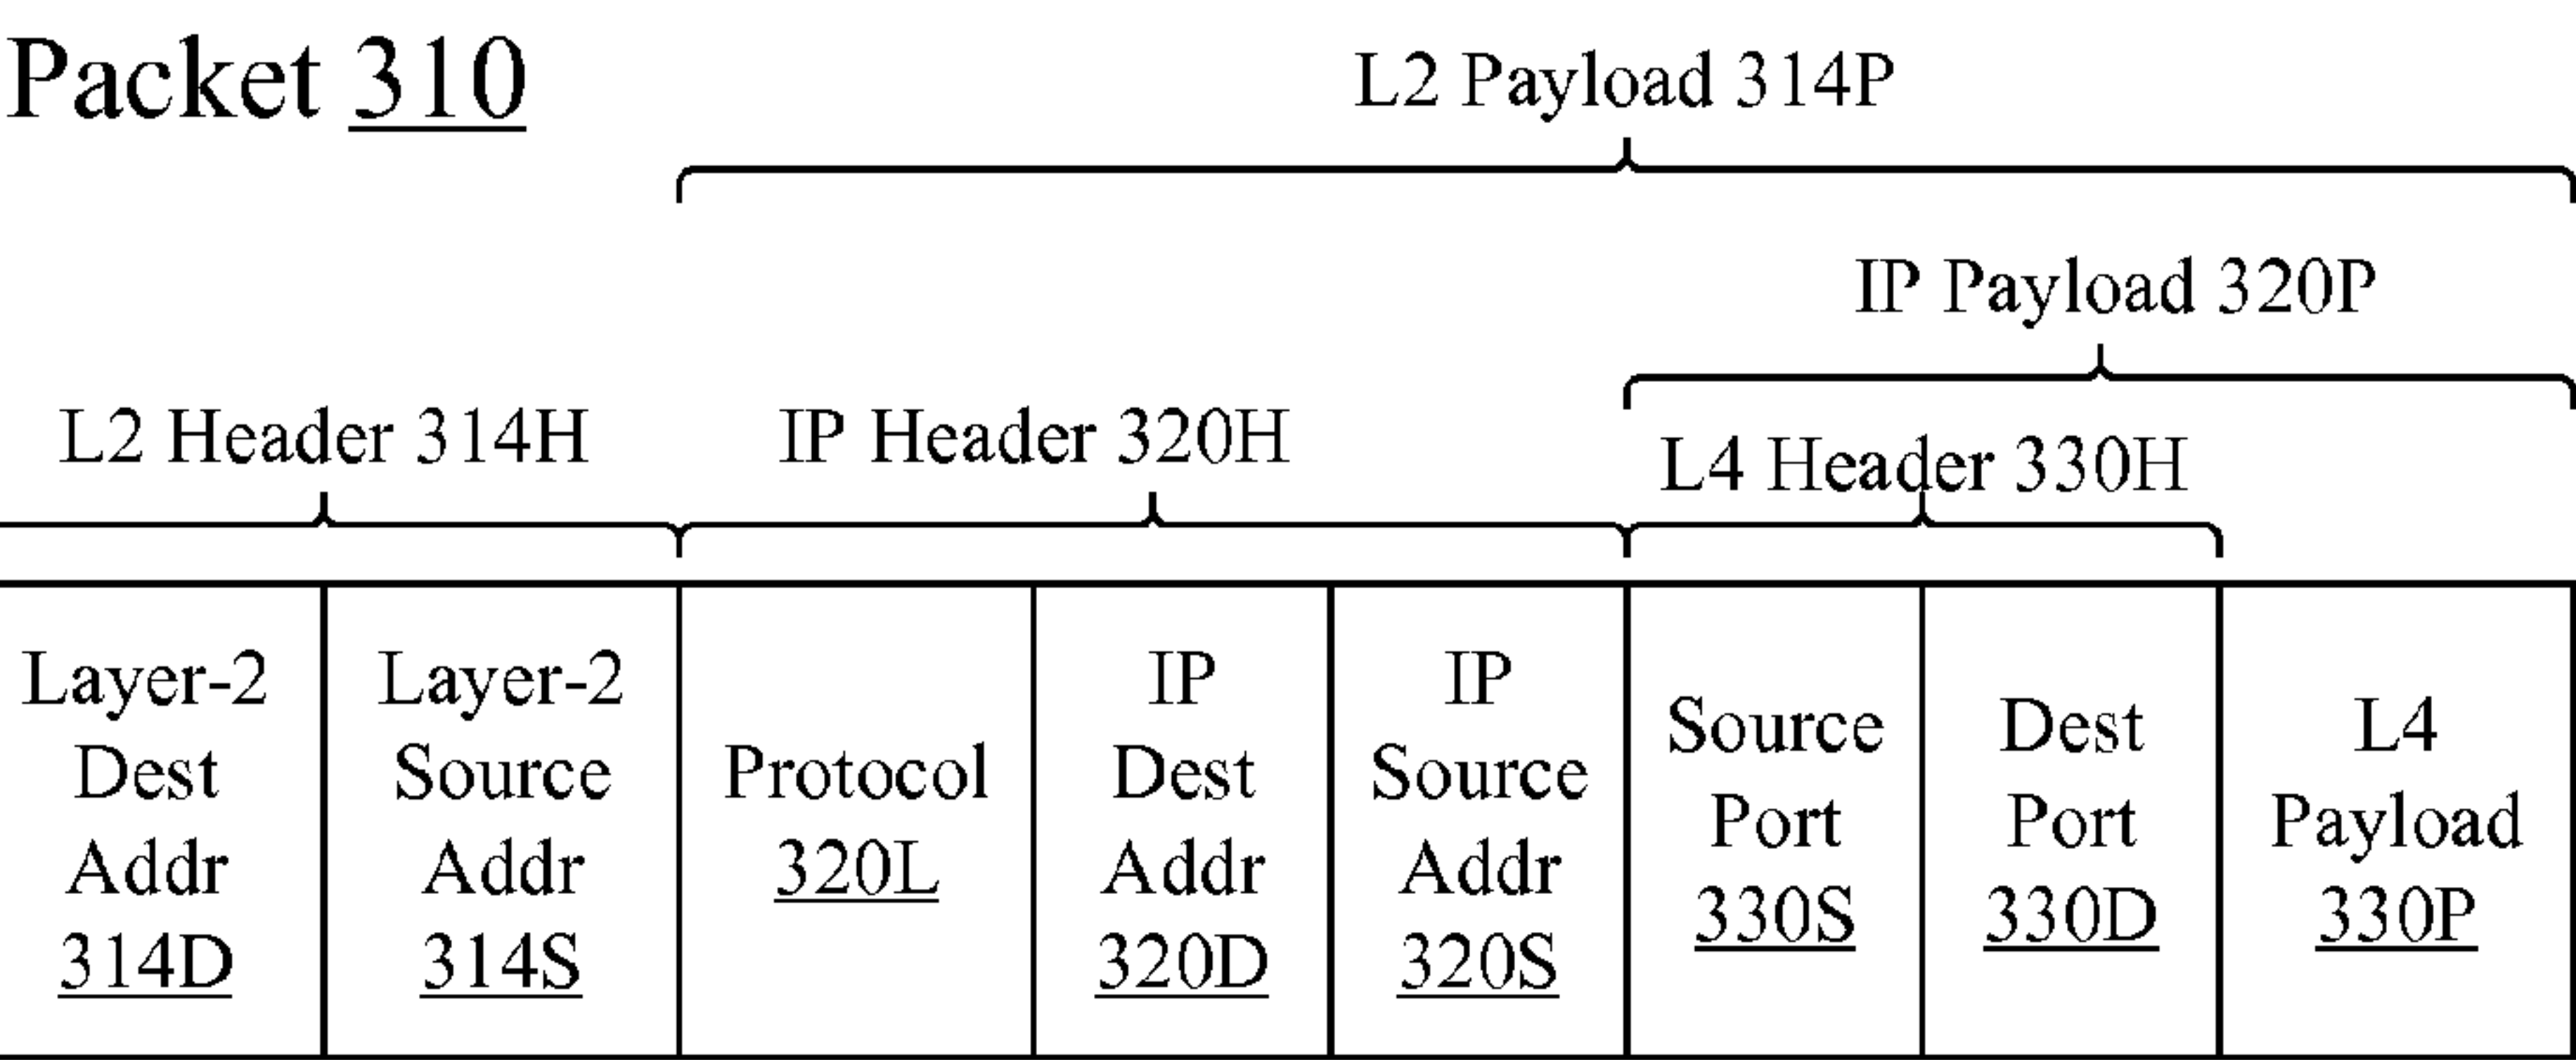 Packet 310
L2 Payload 314P
IP Payload 320P
L2 Header 314H
IP Header 320H
L4 Header 330H
Layer-2
Dest
Addr
314D
Layer-2
Source
Addr
314S
Protocol
320L
IP
Dest
Addr
320D
IP
Source
Addr
320S
Source
Port
330S
Dest
Port
330D
L4
Payload
330P